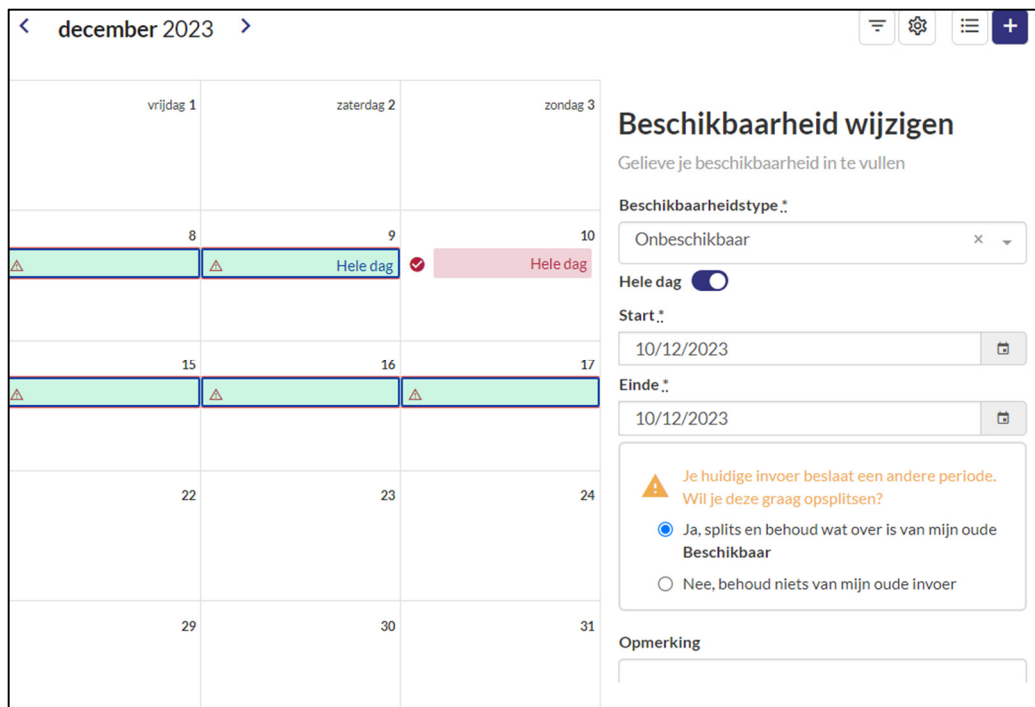 december 2023
vrijdag 1
zaterdag 2
zondag 3
8
9
10
Hele dag
Hele dag
15
16
17
22
23
24
29
30
31
Beschikbaarheid wijzigen
Gelieve je beschikbaarheid in te vullen
Beschikbaarheidstype *
Onbeschikbaar
Hele dag
Start *
10/12/2023
Einde *
10/12/2023
Je huidige invoer beslaat een andere periode.
Wil je deze graag opsplitsen?
Ja, splits en behoud wat over is van mijn oude
Beschikbaar
Nee, behoud niets van mijn oude invoer
Opmerking